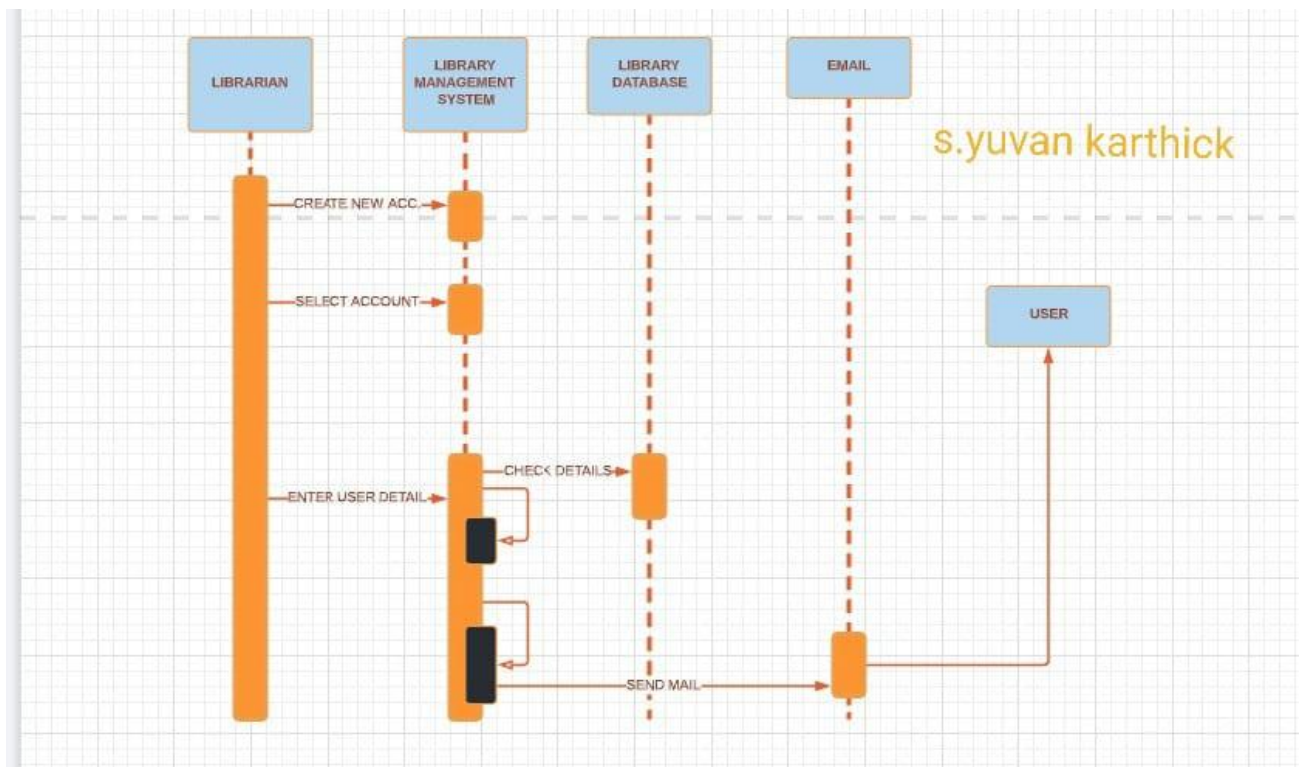 LIBRARIAN
LIBRARY
MANAGEMENT
SYSTEM
LIBRARY
DATABASE
EMAIL
s.yuvan karthick
CREATE NEW ACC.
SELECT ACCOUNT
USER
CHECK DETAILS
ENTER USER DETAIL
SEND MAIL